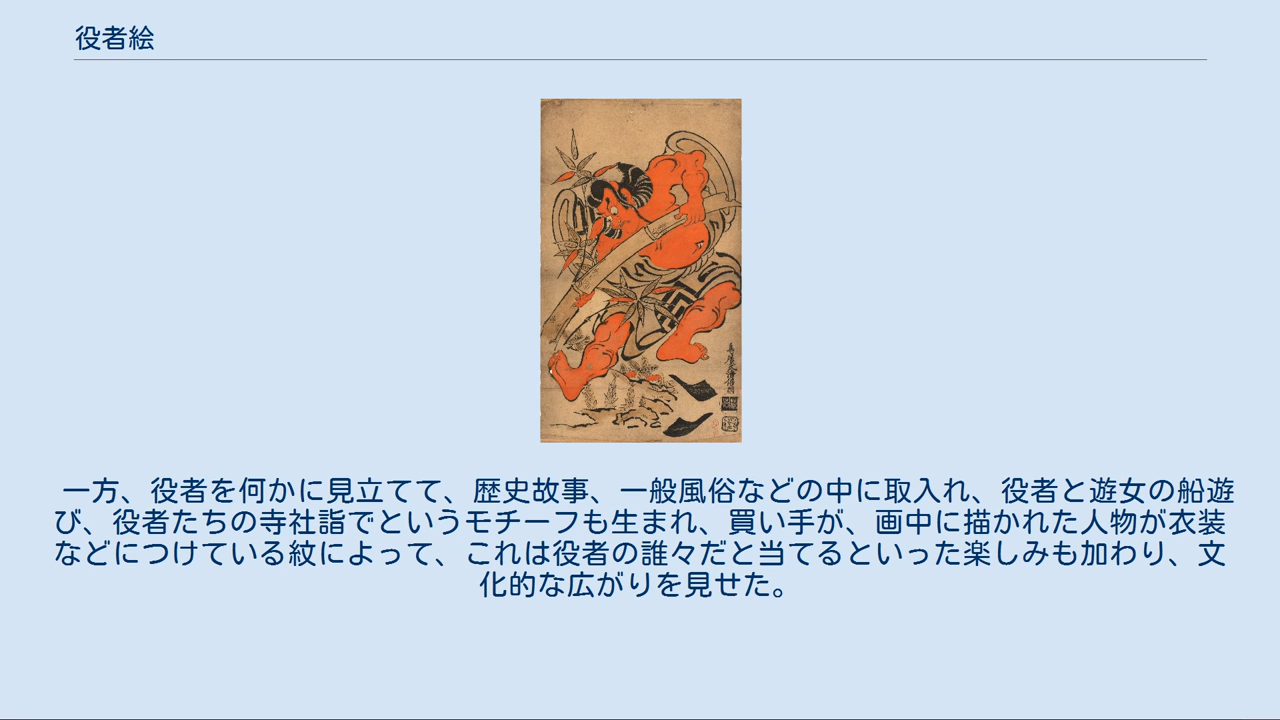 役者絵
一方、役者を何かに見立てて、歴史故事、一般風俗などの中に取入れ、役者と遊女の船遊
び、役者たちの寺社詣でというモチーフも生まれ、買い手が、画中に描かれた人物が衣装
などにつけている紋によって、これは役者の誰々だと当てるといった楽しみも加わり、文
化的な広がりを見せた。